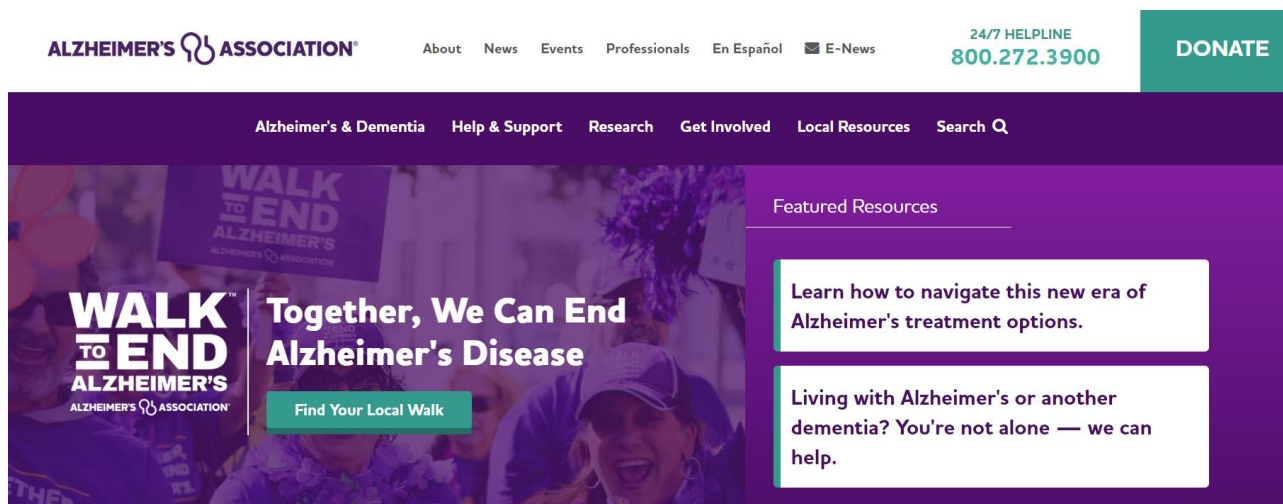 ALZHEIMER'S ASSOCIATION®
About News Events Professionals En Español E-News
24/7 HELPLINE
800.272.3900
DONATE
Alzheimer's & Dementia Help & Support Research Get Involved Local Resources Search
WALK
TO END
ALZHEIMER'S
ALZHEIMER'S ASSOCIATION
WALK™
TO END
ALZHEIMER'S
ALZHEIMER'S ASSOCIATION®
Together, We Can End
Alzheimer's Disease
Find Your Local Walk
Featured Resources
Learn how to navigate this new era of
Alzheimer's treatment options.
Living with Alzheimer's or another
dementia? You're not alone — we can
help.